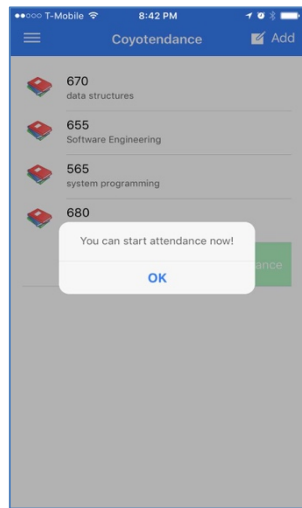 T-Mobile 8:42 PM
Coyotendance Add
670
data structures
655
Software Engineering
565
system programming
680
You can start attendance now!
OK